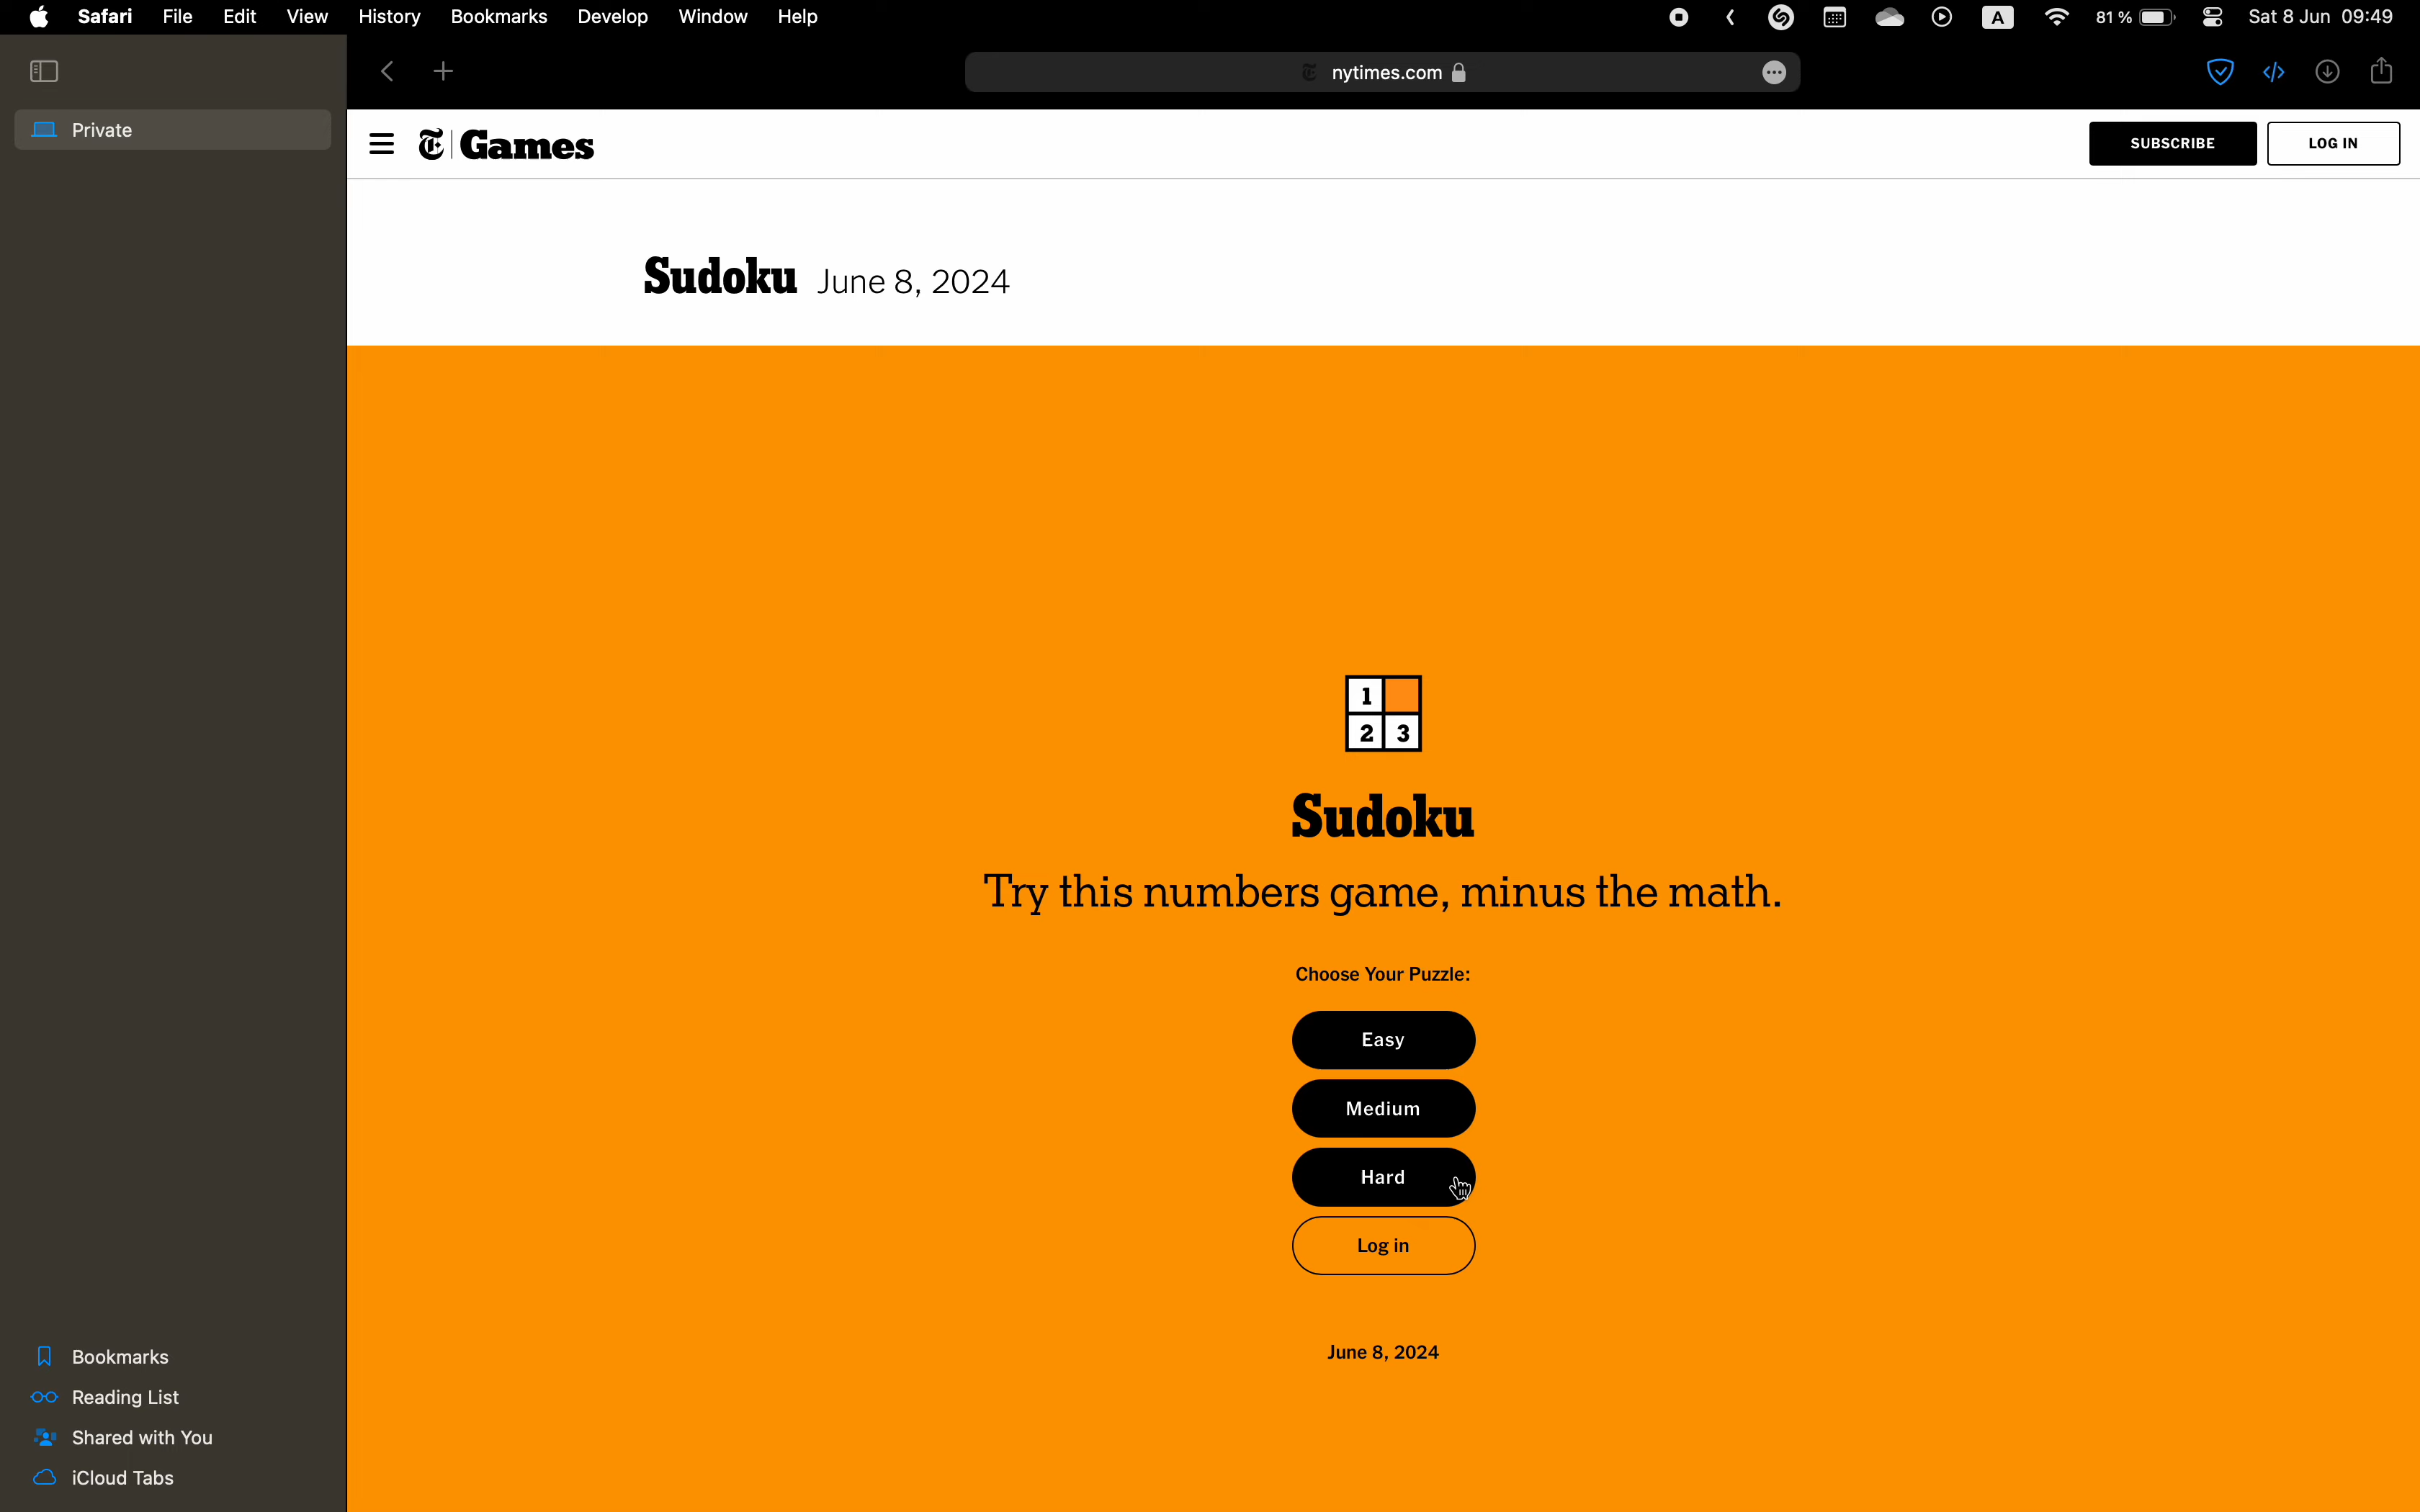 Safari File Edit View History Bookmarks Develop Window Help A 81 % Sat 8 Jun 09:49
nytimes.com
Private
T Games SUBSCRIBE LOG IN
Sudoku June 8, 2024
1
2 3
Sudoku
Try this numbers game, minus the math.
Choose Your Puzzle:
Easy
Medium
Hard
Log in
June 8, 2024
Bookmarks
Reading List
Shared with You
iCloud Tabs